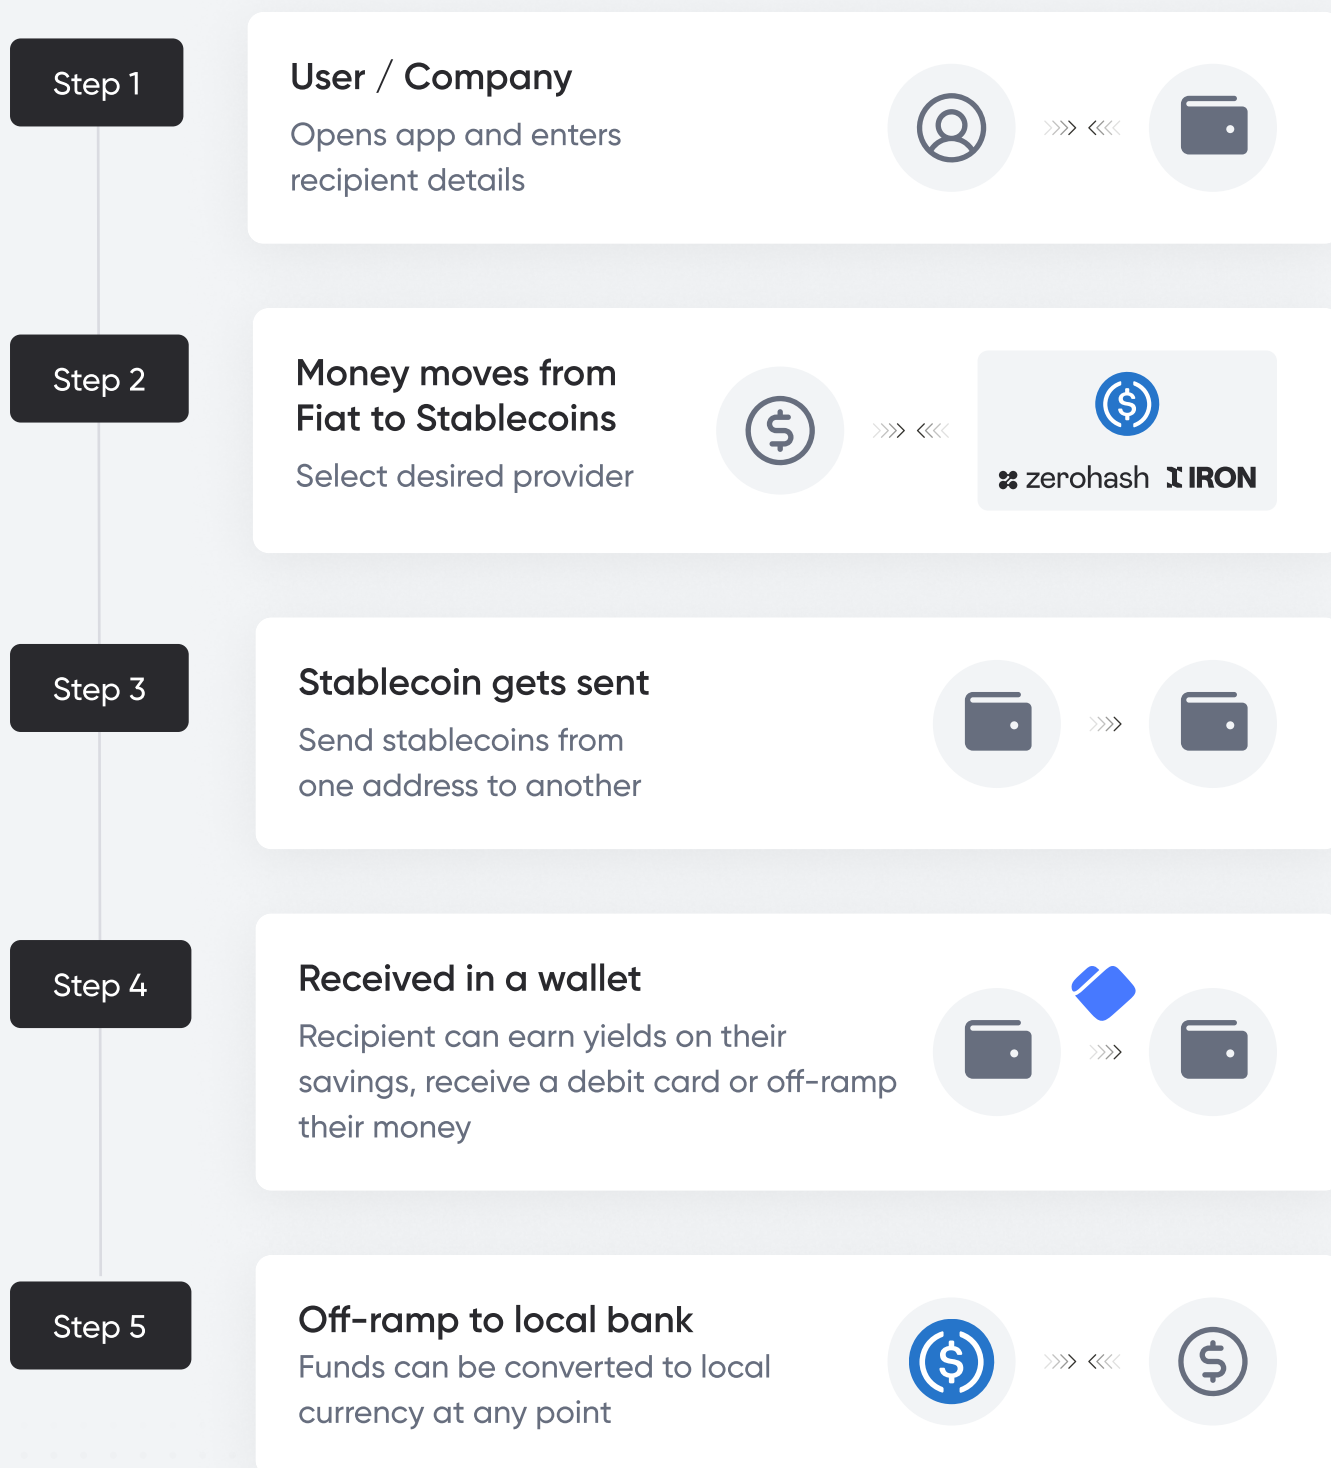 Step 1
User / Company
Opens app and enters
recipient details
Step 2
Money moves from
Fiat to Stablecoins
Select desired provider
zerohash IRON
Step 3
Stablecoin gets sent
Send stablecoins from
one address to another
Step 4
Received in a wallet
Recipient can earn yields on their
savings, receive a debit card or off-ramp
their money
Step 5
Off-ramp to local bank
Funds can be converted to local
currency at any point